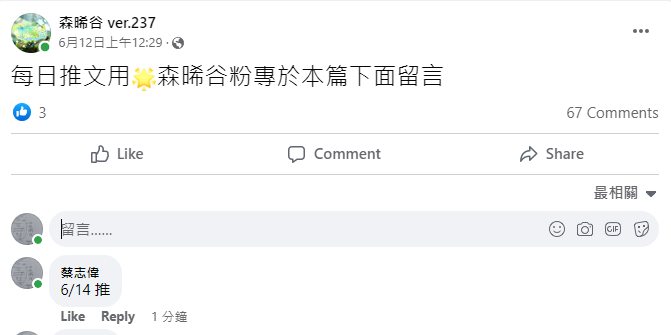 森晞谷 ver.237
6月12日上午12:29 ·
每日推文用🌟森晞谷粉專於本篇下面留言
3
67 Comments
Like
Comment
Share
最相關
留言......
GIF
蔡志偉
6/14 推
Like Reply 1 分鐘